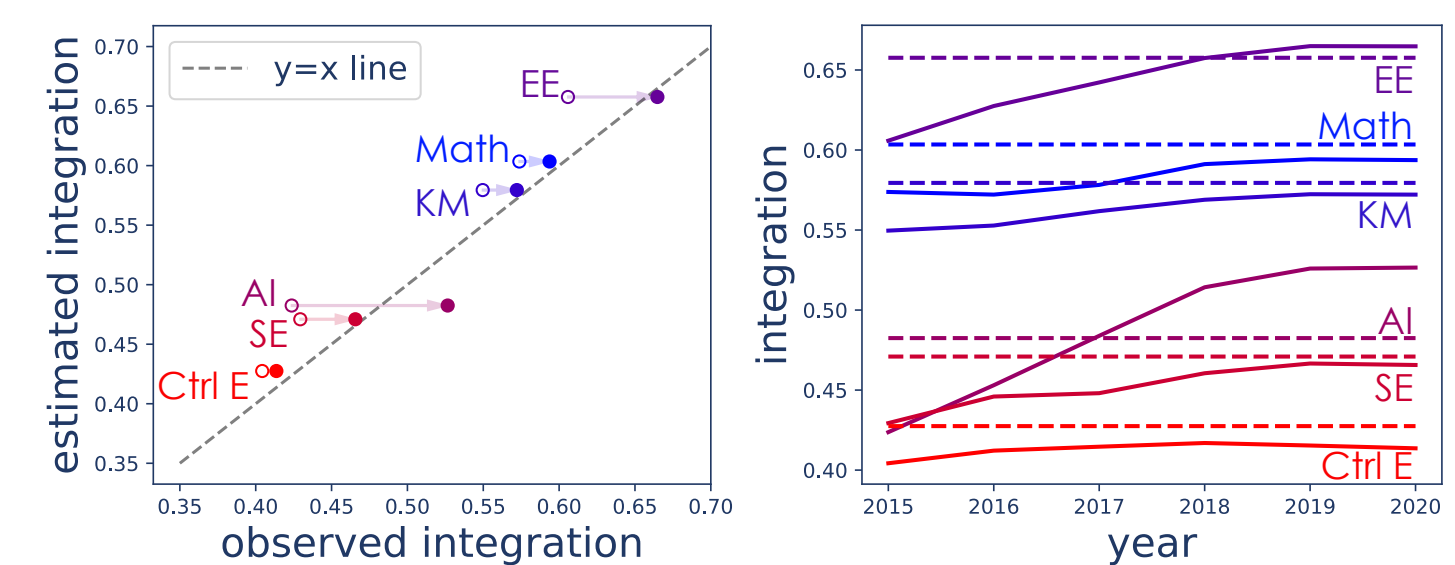 estimated integration
0.70
0.65
0.60
0.55
0.50
0.45
0.40
0.35
y=x line
EE
Math
KM
AI
SE
Ctrl E
0.35 0.40 0.45 0.50 0.55 0.60 0.65 0.70
observed integration
integration
0.65
0.60
0.55
0.50
0.45
0.40
EE
Math
KM
AI
SE
Ctrl E
2015 2016 2017 2018 2019 2020
year